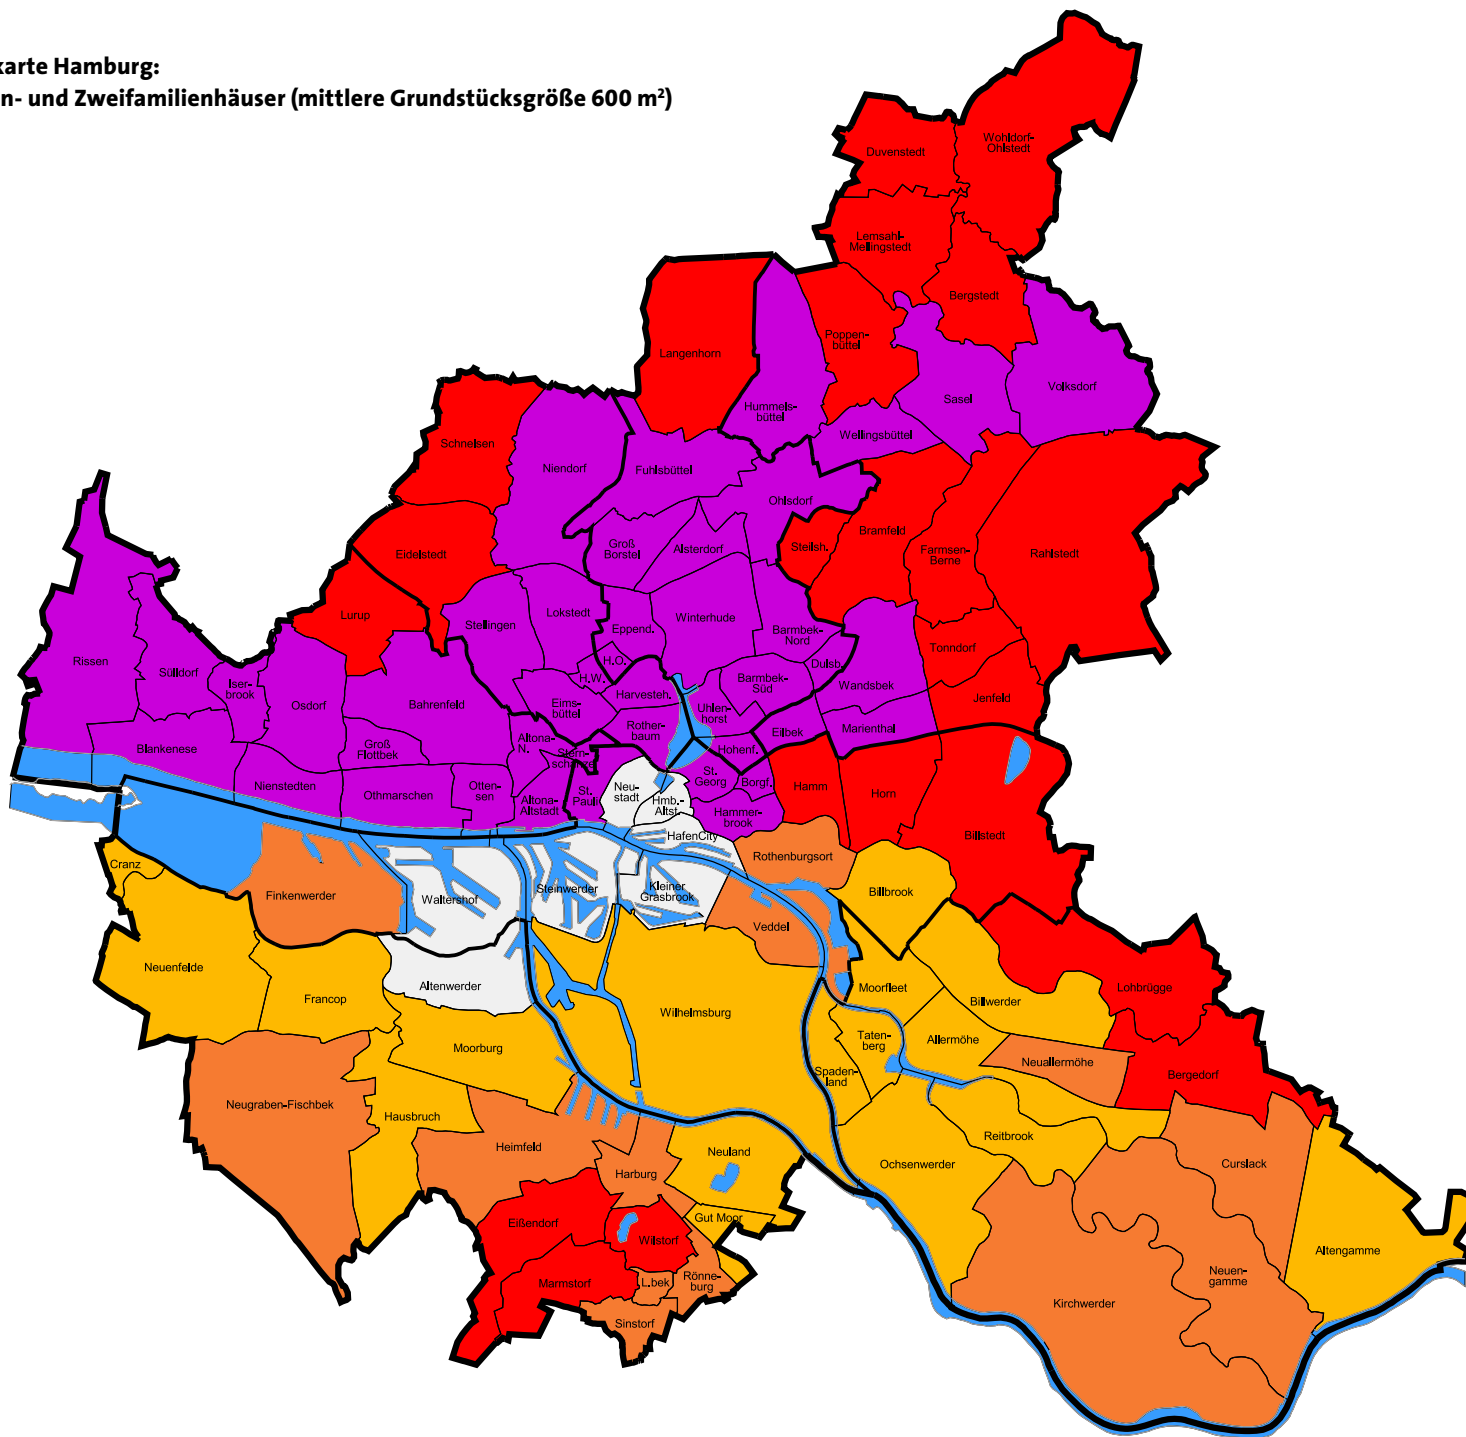 karte Hamburg:
n- und Zweifamilienhäuser (mittlere Grundstücksgröße 600 m²)
Duvenstedt
Wohldorf-
Ohlstedt
Lemsahl-
Mellingstedt
Bergstedt
Poppen-
büttel
Langenhorn
Hummels-
büttel
Sasel
Volksdorf
Wellingsbüttel
Schnelsen
Niendorf
Fuhlsbüttel
Ohlsdorf
Eidelstedt
Groß
Borstel
Alsterdorf
Steilsh.
Bramfeld
Farmsen-
Berne
Rahlstedt
Lurup
Stellingen
Lokstedt
Eppend.
Winterhude
Barmbek-
Nord
Tonndorf
Rissen
Sülldorf
Iser-
brook
Osdorf
Bahrenfeld
H.O.
H.W.
Harvesteh.
Dulsb.
Barmbek-
Süd
Wandsbek
Jenfeld
Eims-
büttel
Uhlen-
horst
Rother-
baum
Eilbek
Marienthal
Blankenese
Groß
Flottbek
Altona-
N.
Stern-
schanze
Hohenf.
Nienstedten
Othmarschen
Otten-
sen
Altona-
Altstadt
St.
Pauli
Neu-
stadt
Hmb.-
Altst.
St.
Georg
Borgf.
Hamm
Horn
Billstedt
Hammer-
brook
HafenCity
Rothenburgsort
Cranz
Finkenwerder
Waltershof
Steinwerder
Kleiner
Grasbrook
Billbrook
Veddel
Neuenfelde
Francop
Altenwerder
Wilhelmsburg
Moorfleet
Billwerder
Lohbrügge
Moorburg
Taten-
berg
Allermöhe
Neuallermöhe
Bergedorf
Spaden-
land
Neugraben-Fischbek
Hausbruch
Heimfeld
Harburg
Neuland
Ochsenwerder
Reitbrook
Curslack
Eißendorf
Wilstorf
Gut Moor
Altengamme
Marmstorf
L.bek
Rönne-
burg
Neuen-
gamme
Kirchwerder
Sinstorf